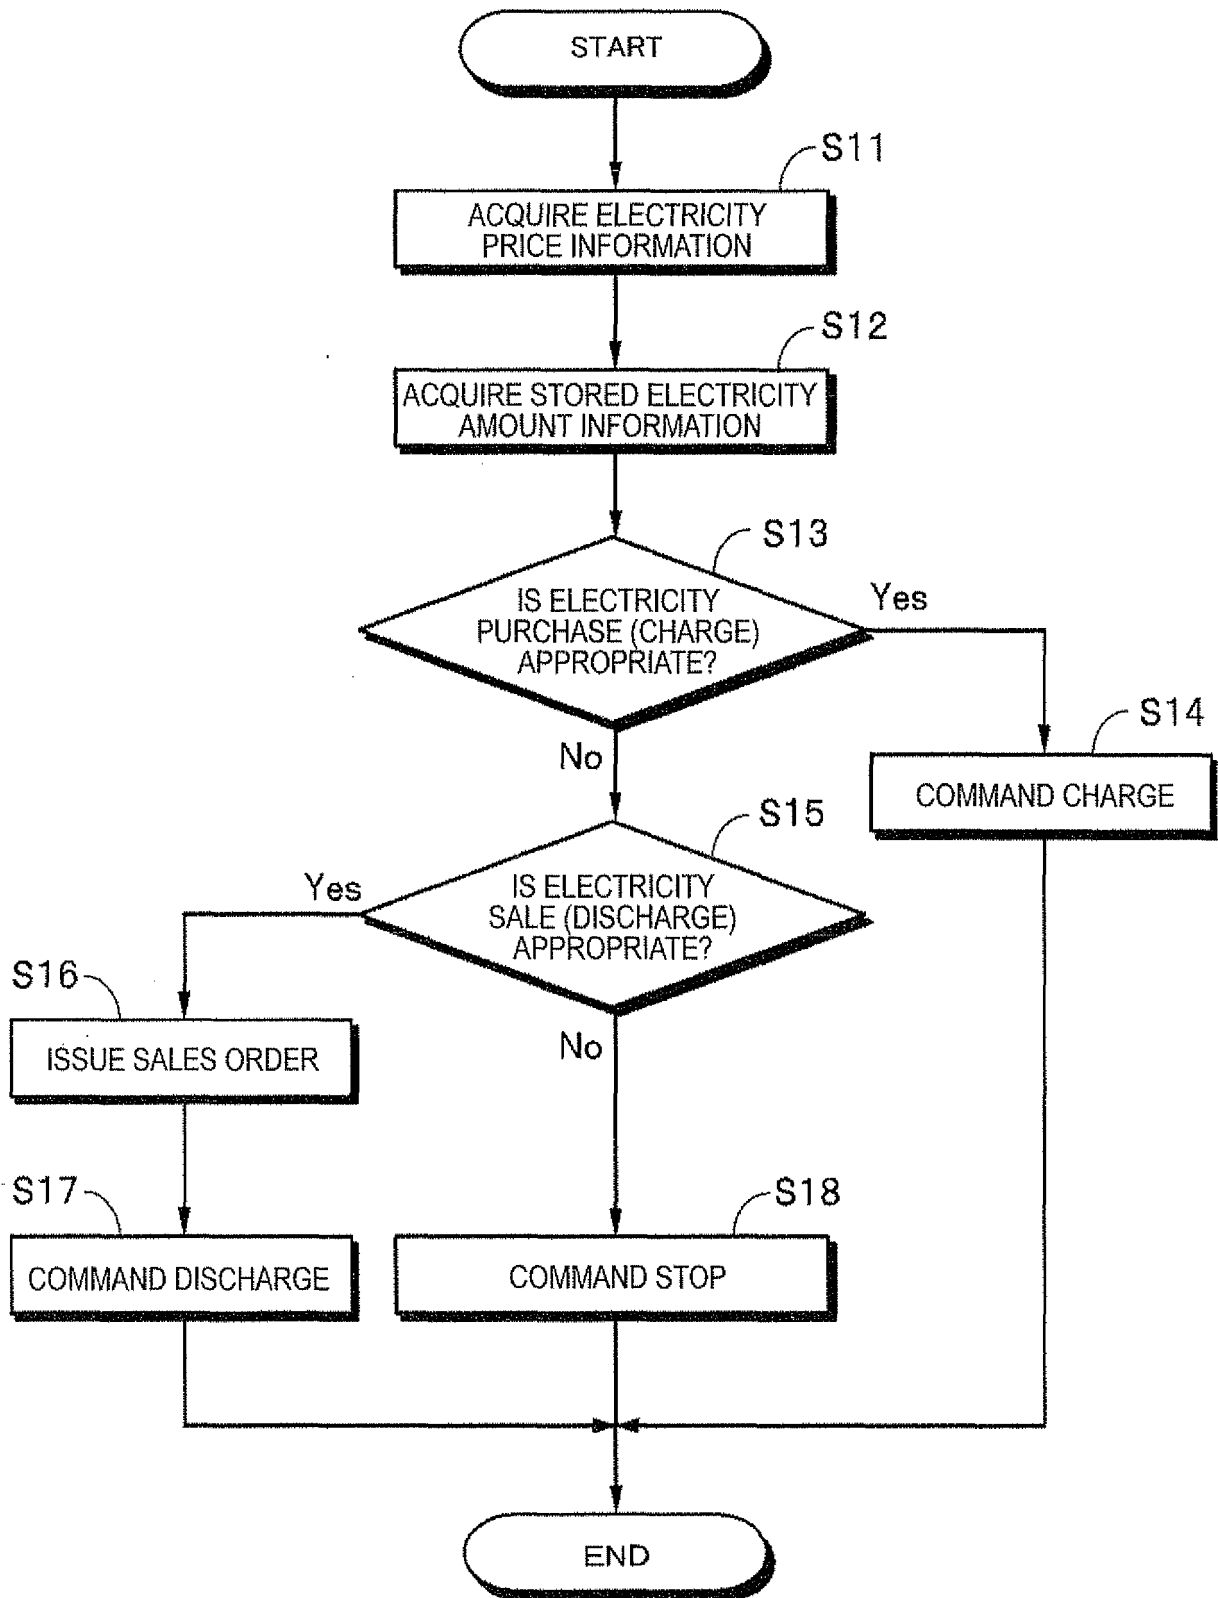 START
S11
ACQUIRE ELECTRICITY
PRICE INFORMATION
S12
ACQUIRE STORED ELECTRICITY
AMOUNT INFORMATION
S13
IS ELECTRICITY
PURCHASE (CHARGE)
APPROPRIATE?
Yes
No
S14
COMMAND CHARGE
S15
IS ELECTRICITY
SALE (DISCHARGE)
APPROPRIATE?
Yes
No
S16
ISSUE SALES ORDER
S17
COMMAND DISCHARGE
S18
COMMAND STOP
END